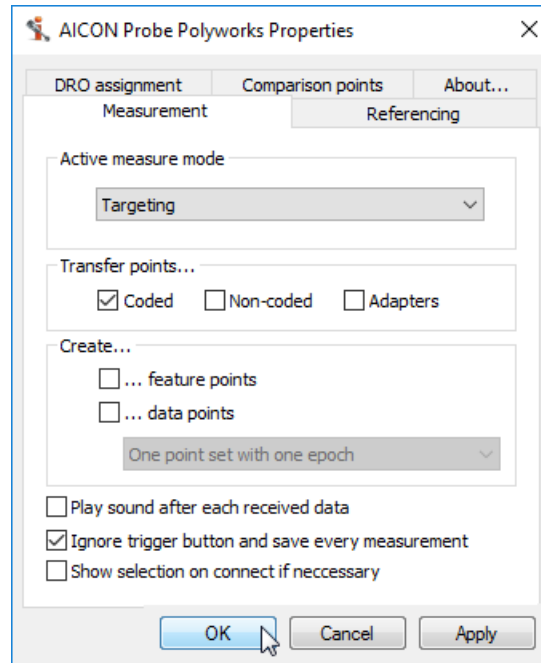 AICON Probe Polyworks Properties
DRO assignment Comparison points About...
Measurement Referencing
Active measure mode
Targeting
Transfer points...
Coded Non-coded Adapters
Create...
... feature points
... data points
One point set with one epoch
Play sound after each received data
Ignore trigger button and save every measurement
Show selection on connect if neccessary
OK Cancel Apply